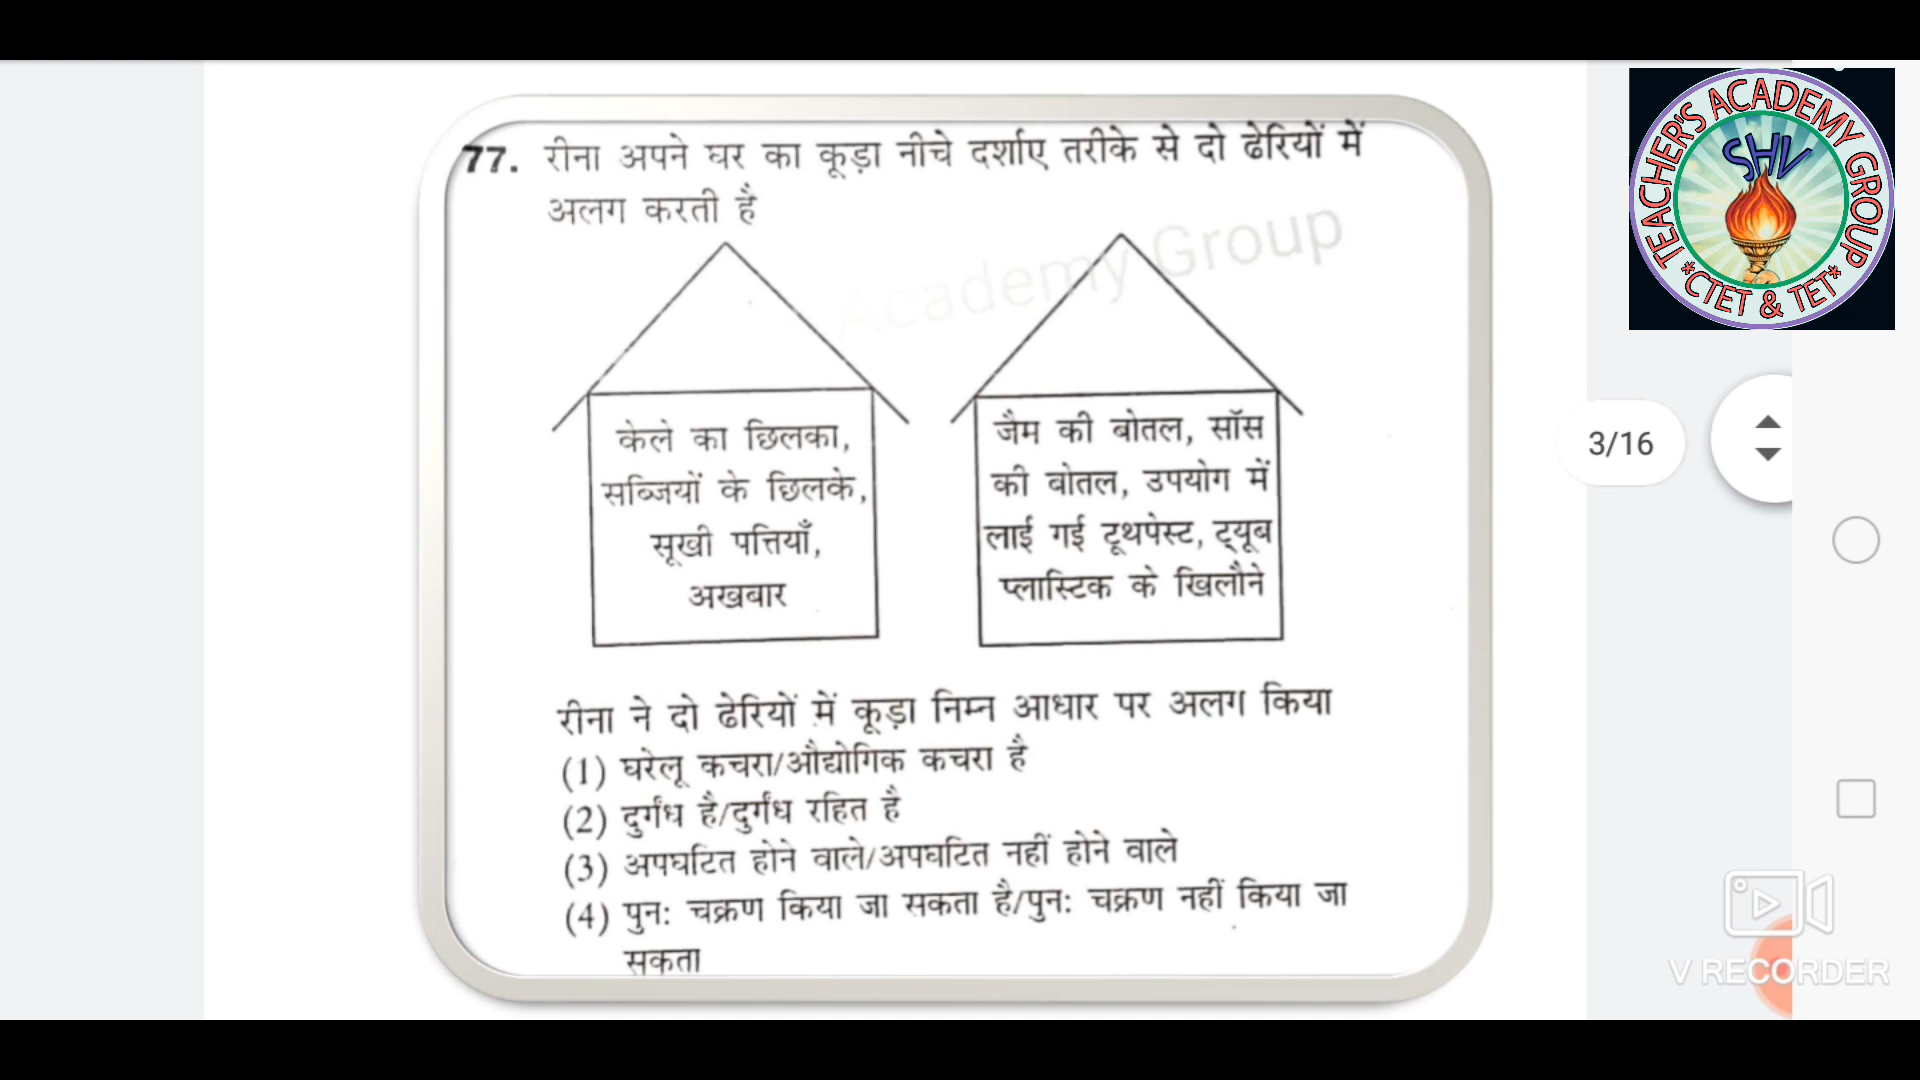 77. रीना अपने घर का कूड़ा नीचे दर्शाए तरीके से दो ढेरियों में
अलग करती है
Academy Group
केले का छिलका,
सब्जियों के छिलके,
सूखी पत्तियाँ,
अखबार
जैम की बोतल, सॉस
की बोतल, उपयोग में
लाई गई टूथपेस्ट, ट्यूब
प्लास्टिक के खिलौने
रीना ने दो ढेरियों में कूड़ा निम्न आधार पर अलग किया
(1) घरेलू कचरा/औद्योगिक कचरा है
(2) दुर्गंध है/दुर्गंध रहित है
(3) अपघटित होने वाले/अपघटित नहीं होने वाले
(4) पुन: चक्रण किया जा सकता है/पुन: चक्रण नहीं किया जा
सकता
TEACHER'S ACADEMY GROUP
SHV
*CTET & TET*
3/16
V RECORDER